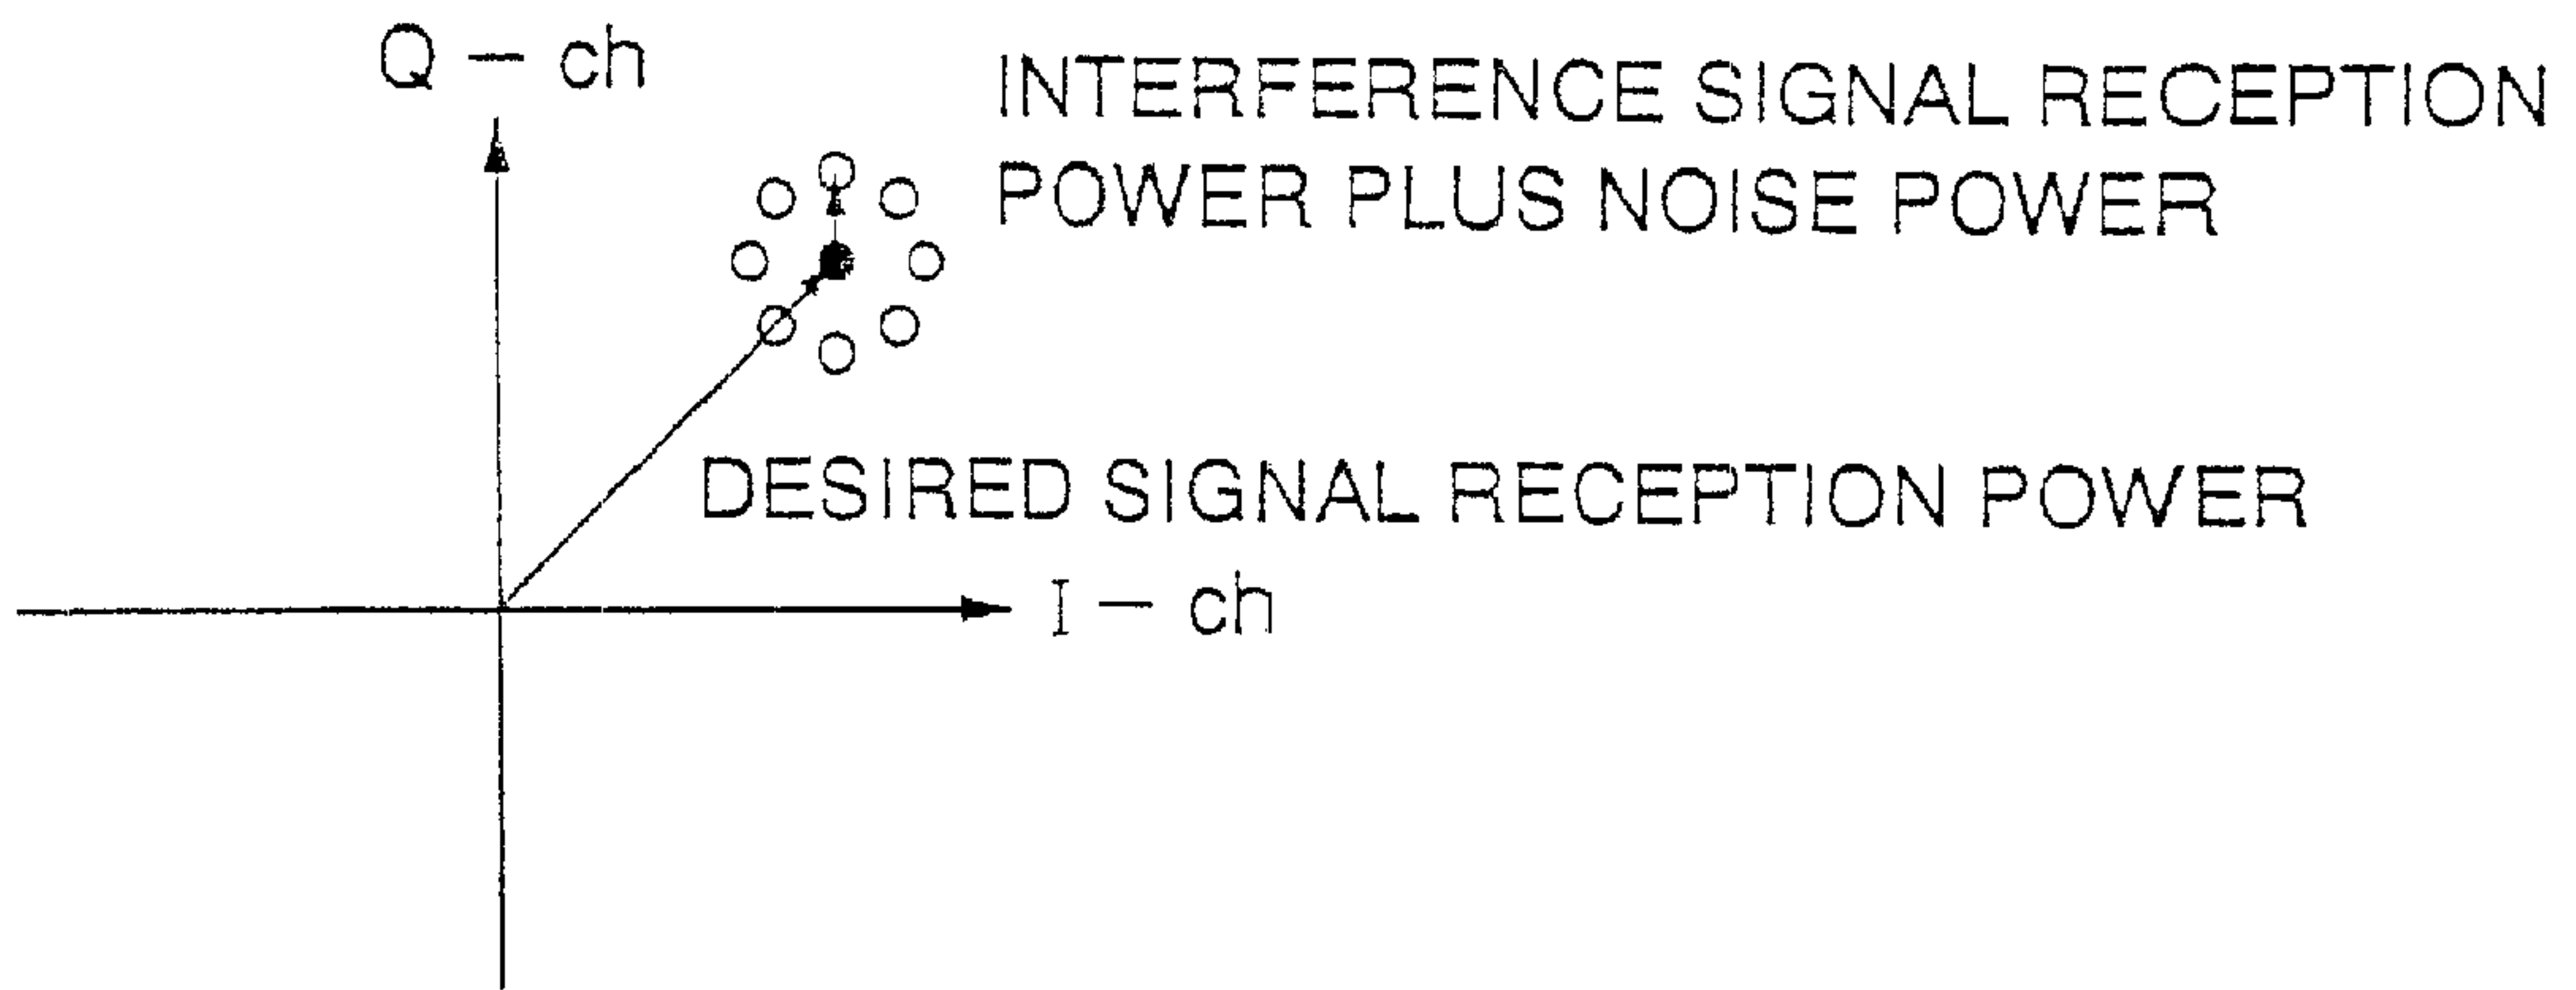 Q - ch
INTERFERENCE SIGNAL RECEPTION
POWER PLUS NOISE POWER
DESIRED SIGNAL RECEPTION POWER
I - ch